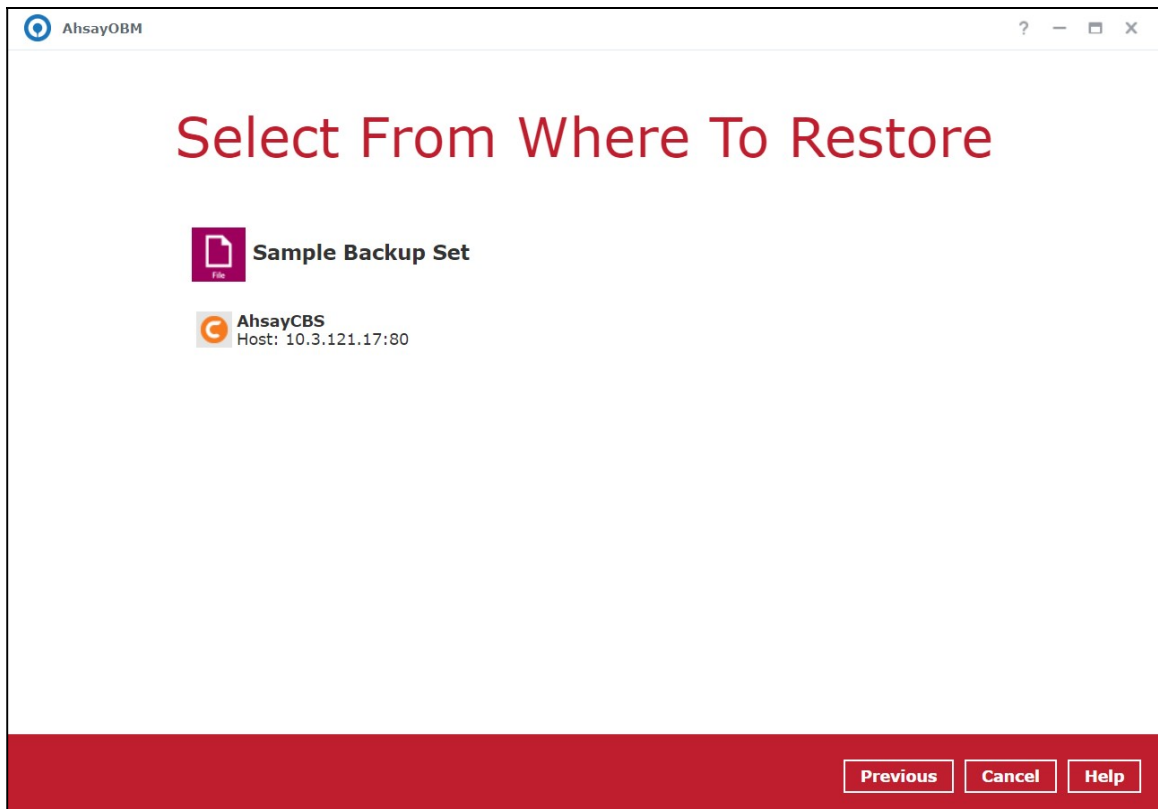 AhsayOBM
?
Select From Where To Restore
File
Sample Backup Set
AhsayCBS
Host: 10.3.121.17:80
Previous Cancel Help